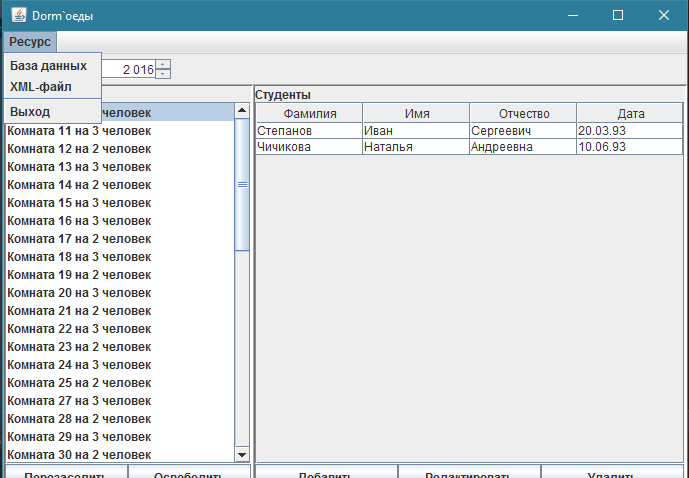 Dorm`оеды
Ресурс
База данных
XML-файл
Выход
2 016
Студенты
человек
Фамилия Имя Отчество Дата
Степанов Иван Сергеевич 20.03.93
Чичикова Наталья Андреевна 10.06.93
Комната 11 на 3 человек
Комната 12 на 2 человек
Комната 13 на 3 человек
Комната 14 на 2 человек
Комната 15 на 3 человек
Комната 16 на 3 человек
Комната 17 на 2 человек
Комната 18 на 3 человек
Комната 19 на 2 человек
Комната 20 на 3 человек
Комната 21 на 2 человек
Комната 22 на 3 человек
Комната 23 на 2 человек
Комната 24 на 3 человек
Комната 25 на 2 человек
Комната 27 на 3 человек
Комната 28 на 2 человек
Комната 29 на 3 человек
Комната 30 на 2 человек
Перезаселить Освободить Добавить Редактировать Удалить